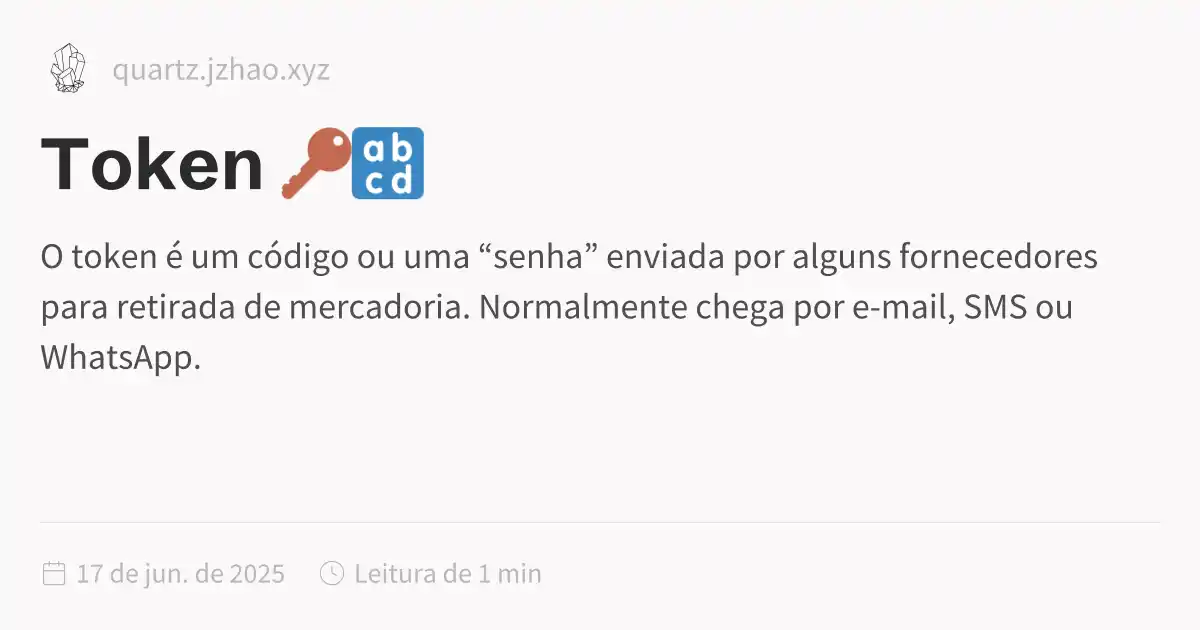 quartz.jzhao.xyz
Token 🔑🔡
O token é um código ou uma “senha” enviada por alguns fornecedores
para retirada de mercadoria. Normalmente chega por e-mail, SMS ou
WhatsApp.
17 de jun. de 2025 Leitura de 1 min